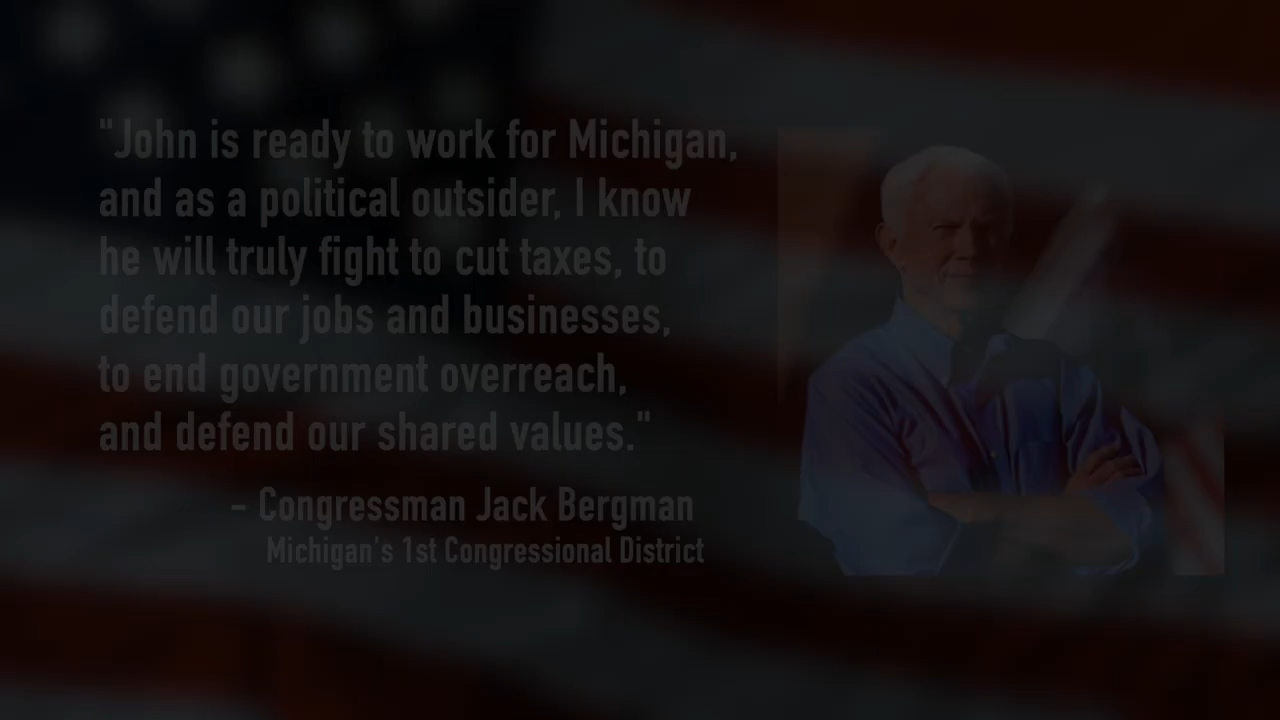 "John is ready to work for Michigan,
and as a political outsider, I know
he will truly fight to cut taxes, to
defend our jobs and businesses,
to end government overreach,
and defend our shared values."
- Congressman Jack Bergman
Michigan's 1st Congressional District